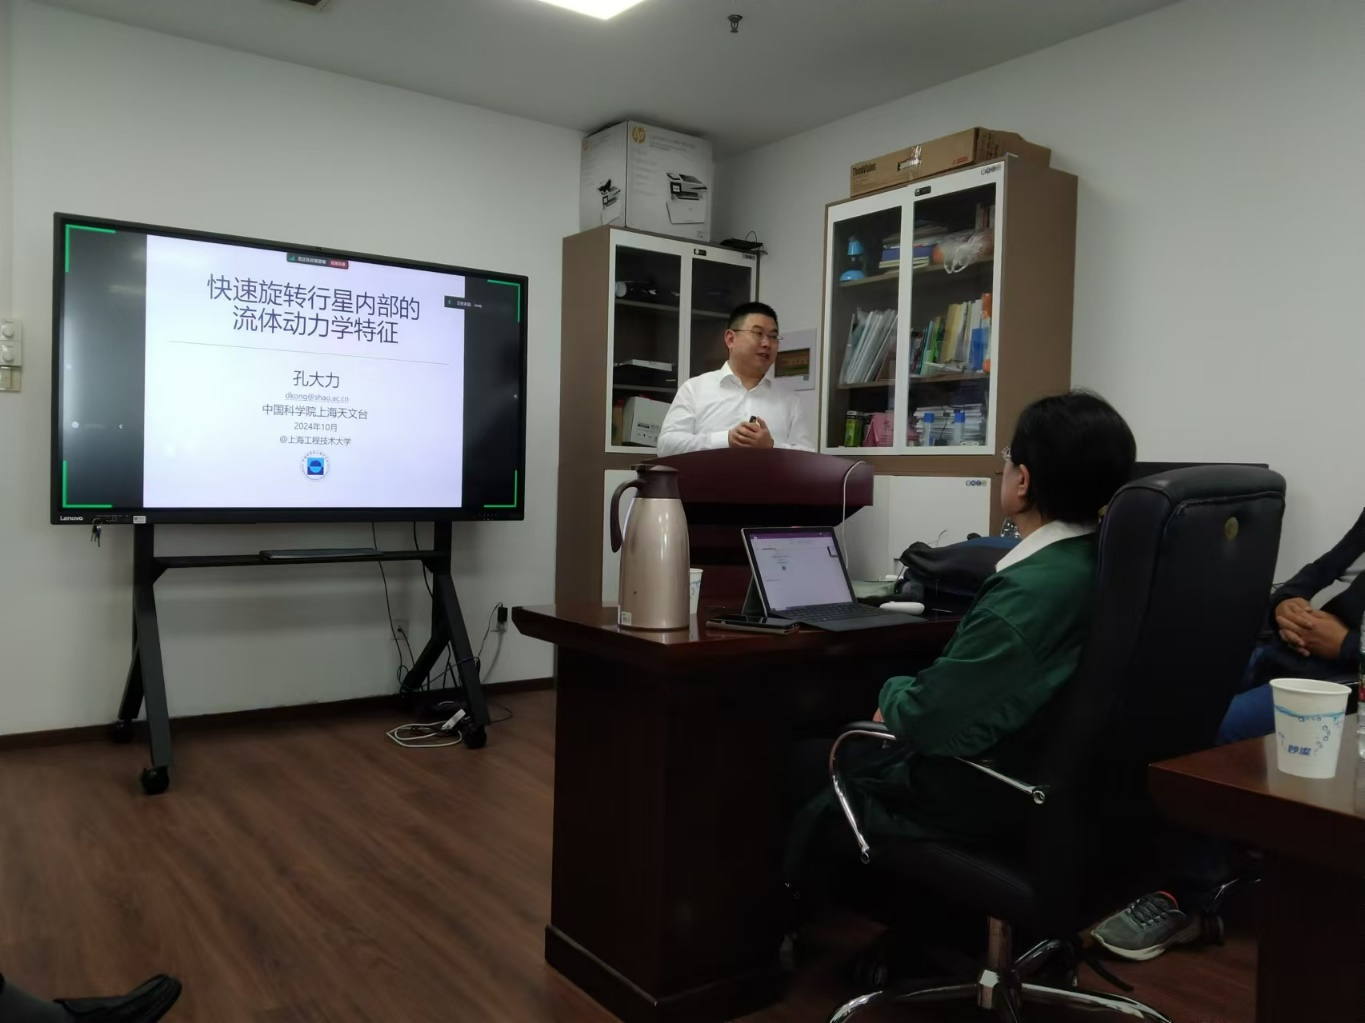 快速旋转行星内部的
流体动力学特征
孔大力
dkong@shao.ac.cn
中国科学院上海天文台
2024年10月
@上海工程技术大学
Lenovo
hp
ThinkVision